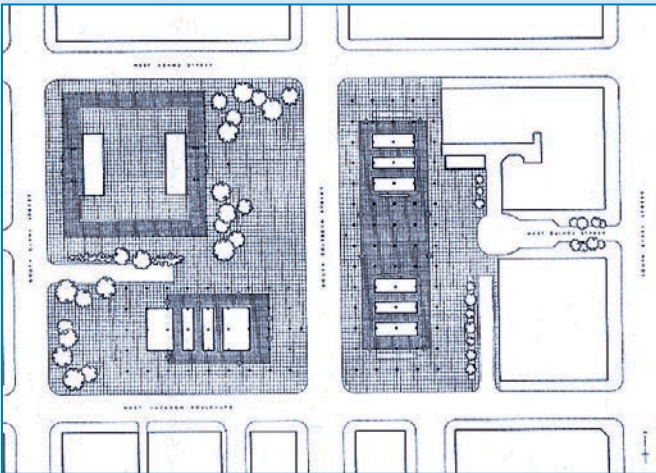 WEST ADAMS STREET
SOUTH CLARK STREET
SOUTH DEARBORN STREET
WEST QUINCY STREET
SOUTH STATE STREET
WEST JACKSON BOULEVARD